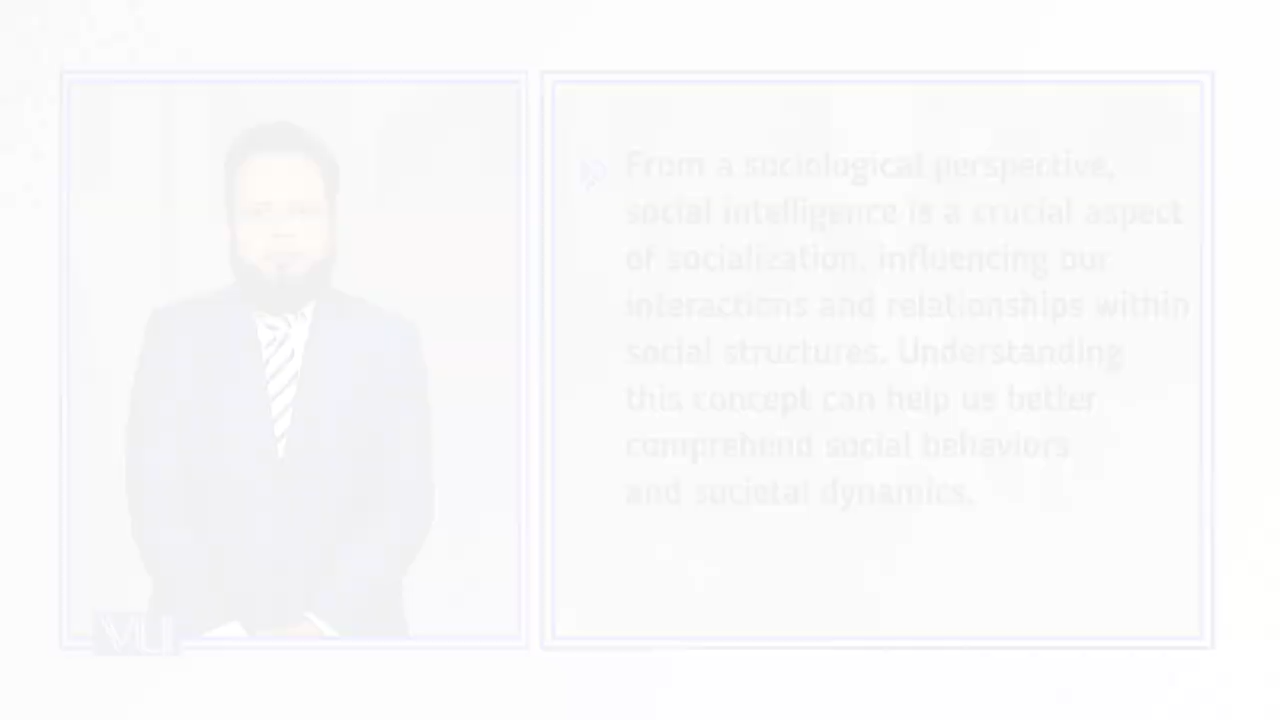 From a sociological perspective,
social intelligence is a crucial aspect
of socialization, influencing our
interactions and relationships within
social structures. Understanding
this concept can help us better
comprehend social behaviors
and societal dynamics.
VU